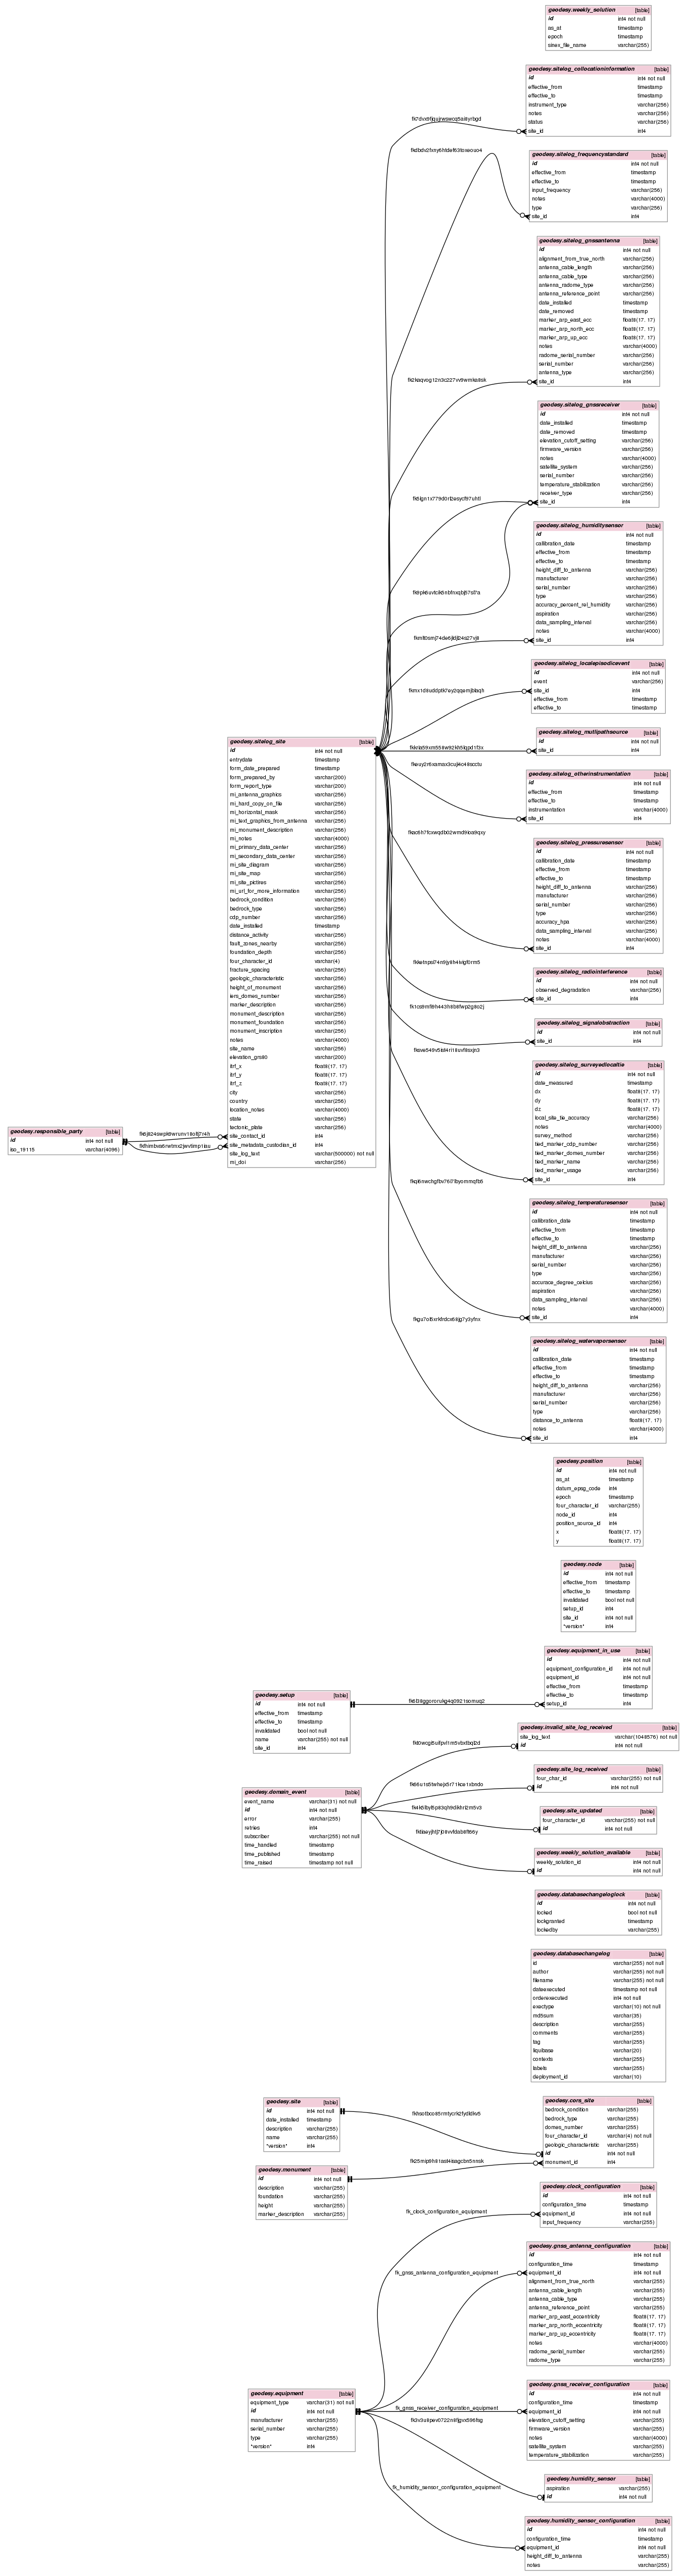 geodesy.weekly_solution [table]
id int4 not null
as_at timestamp
epoch timestamp
sinex_file_name varchar(255)
geodesy.sitelog_collocationinformation [table]
id int4 not null
effective_from timestamp
effective_to timestamp
instrument_type varchar(256)
notes varchar(256)
status varchar(256)
site_id int4
geodesy.sitelog_frequencystandard [table]
id int4 not null
effective_from timestamp
effective_to timestamp
input_frequency varchar(256)
notes varchar(4000)
type varchar(256)
site_id int4
geodesy.sitelog_gnssantenna [table]
id int4 not null
alignment_from_true_north varchar(256)
antenna_cable_length varchar(256)
antenna_cable_type varchar(256)
antenna_radome_type varchar(256)
antenna_reference_point varchar(256)
date_installed timestamp
date_removed timestamp
marker_arp_east_ecc float8(17, 17)
marker_arp_north_ecc float8(17, 17)
marker_arp_up_ecc float8(17, 17)
notes varchar(4000)
radome_serial_number varchar(256)
serial_number varchar(256)
antenna_type varchar(256)
site_id int4
geodesy.sitelog_gnssreceiver [table]
id int4 not null
date_installed timestamp
date_removed timestamp
elevation_cutoff_setting varchar(256)
firmware_version varchar(256)
notes varchar(4000)
satellite_system varchar(256)
serial_number varchar(256)
temperature_stabilization varchar(256)
receiver_type varchar(256)
site_id int4
geodesy.sitelog_humiditysensor [table]
id int4 not null
callibration_date timestamp
effective_from timestamp
effective_to timestamp
height_diff_to_antenna varchar(256)
manufacturer varchar(256)
serial_number varchar(256)
type varchar(256)
accuracy_percent_rel_humidity varchar(256)
aspiration varchar(256)
data_sampling_interval varchar(256)
notes varchar(4000)
site_id int4
geodesy.sitelog_localepisodicevent [table]
id int4 not null
event varchar(256)
site_id int4
effective_from timestamp
effective_to timestamp
geodesy.sitelog_mutlipathsource [table]
id int4 not null
site_id int4
geodesy.sitelog_otherinstrumentation [table]
id int4 not null
effective_from timestamp
effective_to timestamp
instrumentation varchar(4000)
site_id int4
geodesy.sitelog_pressuresensor [table]
id int4 not null
callibration_date timestamp
effective_from timestamp
effective_to timestamp
height_diff_to_antenna varchar(256)
manufacturer varchar(256)
serial_number varchar(256)
type varchar(256)
accuracy_hpa varchar(256)
data_sampling_interval varchar(256)
notes varchar(4000)
site_id int4
geodesy.sitelog_radiointerference [table]
id int4 not null
observed_degradation varchar(256)
site_id int4
geodesy.sitelog_signalobstraction [table]
id int4 not null
site_id int4
geodesy.sitelog_surveyedlocaltie [table]
id int4 not null
date_measured timestamp
dx float8(17, 17)
dy float8(17, 17)
dz float8(17, 17)
local_site_tie_accuracy varchar(256)
notes varchar(4000)
survey_method varchar(256)
tied_marker_cdp_number varchar(256)
tied_marker_domes_number varchar(256)
tied_marker_name varchar(256)
tied_marker_usage varchar(256)
site_id int4
geodesy.sitelog_temperaturesensor [table]
id int4 not null
callibration_date timestamp
effective_from timestamp
effective_to timestamp
height_diff_to_antenna varchar(256)
manufacturer varchar(256)
serial_number varchar(256)
type varchar(256)
accurace_degree_celcius varchar(256)
aspiration varchar(256)
data_sampling_interval varchar(256)
notes varchar(4000)
site_id int4
geodesy.sitelog_watervaporsensor [table]
id int4 not null
callibration_date timestamp
effective_from timestamp
effective_to timestamp
height_diff_to_antenna varchar(256)
manufacturer varchar(256)
serial_number varchar(256)
type varchar(256)
distance_to_antenna float8(17, 17)
notes varchar(4000)
site_id int4
geodesy.sitelog_site [table]
id int4 not null
entrydate timestamp
form_date_prepared timestamp
form_prepared_by varchar(200)
form_report_type varchar(200)
mi_antenna_graphics varchar(256)
mi_hard_copy_on_file varchar(256)
mi_horizontal_mask varchar(256)
mi_text_graphics_from_antenna varchar(256)
mi_monument_description varchar(256)
mi_notes varchar(4000)
mi_primary_data_center varchar(256)
mi_secondary_data_center varchar(256)
mi_site_diagram varchar(256)
mi_site_map varchar(256)
mi_site_pictires varchar(256)
mi_url_for_more_information varchar(256)
bedrock_condition varchar(256)
bedrock_type varchar(256)
cdp_number varchar(256)
date_installed timestamp
distance_activity varchar(256)
fault_zones_nearby varchar(256)
foundation_depth varchar(256)
four_character_id varchar(4)
fracture_spacing varchar(256)
geologic_characteristic varchar(256)
height_of_monument varchar(256)
iers_domes_number varchar(256)
marker_description varchar(256)
monument_description varchar(256)
monument_foundation varchar(256)
monument_inscription varchar(256)
notes varchar(4000)
site_name varchar(256)
elevation_grs80 varchar(200)
itrf_x float8(17, 17)
itrf_y float8(17, 17)
itrf_z float8(17, 17)
city varchar(256)
country varchar(256)
location_notes varchar(4000)
state varchar(256)
tectonic_plate varchar(256)
site_contact_id int4
site_metadata_custodian_id int4
site_log_text varchar(500000) not null
mi_doi varchar(256)
geodesy.responsible_party [table]
id int4 not null
iso_19115 varchar(4096)
geodesy.position [table]
id int4 not null
as_at timestamp
datum_epsg_code int4
epoch timestamp
four_character_id varchar(255)
node_id int4
position_source_id int4
x float8(17, 17)
y float8(17, 17)
geodesy.node [table]
id int4 not null
effective_from timestamp
effective_to timestamp
invalidated bool not null
setup_id int4
site_id int4 not null
"version" int4
geodesy.equipment_in_use [table]
id int4 not null
equipment_configuration_id int4 not null
equipment_id int4 not null
effective_from timestamp
effective_to timestamp
setup_id int4
geodesy.setup [table]
id int4 not null
effective_from timestamp
effective_to timestamp
invalidated bool not null
name varchar(255) not null
site_id int4
geodesy.invalid_site_log_received [table]
site_log_text varchar(1048576) not null
id int4 not null
geodesy.site_log_received [table]
four_char_id varchar(255) not null
id int4 not null
geodesy.domain_event [table]
event_name varchar(31) not null
id int4 not null
error varchar(255)
retries int4
subscriber varchar(255) not null
time_handled timestamp
time_published timestamp
time_raised timestamp not null
geodesy.site_updated [table]
four_character_id varchar(255) not null
id int4 not null
geodesy.weekly_solution_available [table]
weekly_solution_id int4 not null
id int4 not null
geodesy.databasechangeloglock [table]
id int4 not null
locked bool not null
lockgranted timestamp
lockedby varchar(255)
geodesy.databasechangelog [table]
id varchar(255) not null
author varchar(255) not null
filename varchar(255) not null
dateexecuted timestamp not null
orderexecuted int4 not null
exectype varchar(10) not null
md5sum varchar(35)
description varchar(255)
comments varchar(255)
tag varchar(255)
liquibase varchar(20)
contexts varchar(255)
labels varchar(255)
deployment_id varchar(10)
geodesy.site [table]
id int4 not null
date_installed timestamp
description varchar(255)
name varchar(255)
"version" int4
geodesy.cors_site [table]
bedrock_condition varchar(255)
bedrock_type varchar(255)
domes_number varchar(255)
four_character_id varchar(4) not null
geologic_characteristic varchar(255)
id int4 not null
monument_id int4
geodesy.monument [table]
id int4 not null
description varchar(255)
foundation varchar(255)
height varchar(255)
marker_description varchar(255)
geodesy.clock_configuration [table]
id int4 not null
configuration_time timestamp
equipment_id int4 not null
input_frequency varchar(255)
fk_clock_configuration_equipment
geodesy.gnss_antenna_configuration [table]
id int4 not null
configuration_time timestamp
equipment_id int4 not null
alignment_from_true_north varchar(255)
antenna_cable_length varchar(255)
antenna_cable_type varchar(255)
antenna_reference_point varchar(255)
marker_arp_east_eccentricity float8(17, 17)
marker_arp_north_eccentricity float8(17, 17)
marker_arp_up_eccentricity float8(17, 17)
notes varchar(4000)
radome_serial_number varchar(255)
radome_type varchar(255)
fk_gnss_antenna_configuration_equipment
geodesy.equipment [table]
equipment_type varchar(31) not null
id int4 not null
manufacturer varchar(255)
serial_number varchar(255)
type varchar(255)
"version" int4
geodesy.gnss_receiver_configuration [table]
id int4 not null
configuration_time timestamp
equipment_id int4 not null
elevation_cutoff_setting varchar(255)
firmware_version varchar(255)
notes varchar(4000)
satellite_system varchar(255)
temperature_stabilization varchar(255)
fk_gnss_receiver_configuration_equipment
geodesy.humidity_sensor [table]
aspiration varchar(255)
id int4 not null
fk_humidity_sensor_configuration_equipment
geodesy.humidity_sensor_configuration [table]
id int4 not null
configuration_time timestamp
equipment_id int4 not null
height_diff_to_antenna varchar(255)
notes varchar(255)